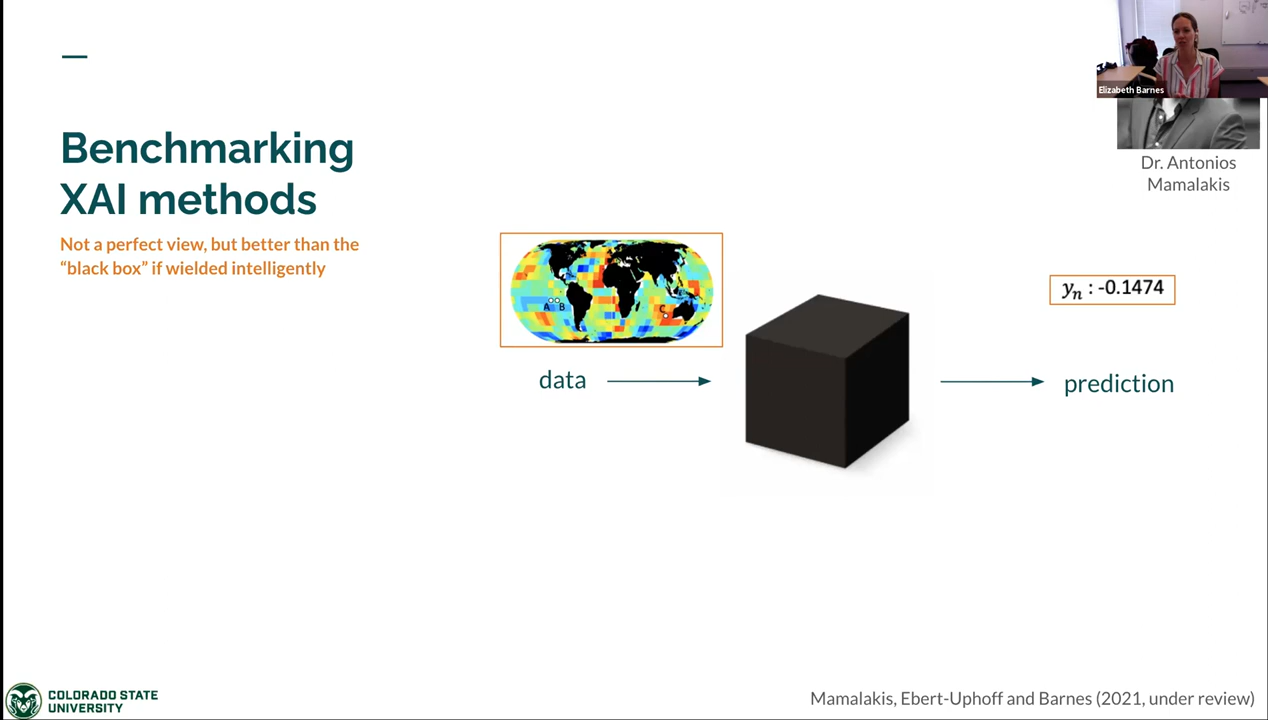 Elizabeth Barnes
Dr. Antonios
Mamalakis
Benchmarking
XAI methods
Not a perfect view, but better than the
“black box” if wielded intelligently
A B
C
yₙ : -0.1474
data
prediction
COLORADO STATE
UNIVERSITY
Mamalakis, Ebert-Uphoff and Barnes (2021, under review)